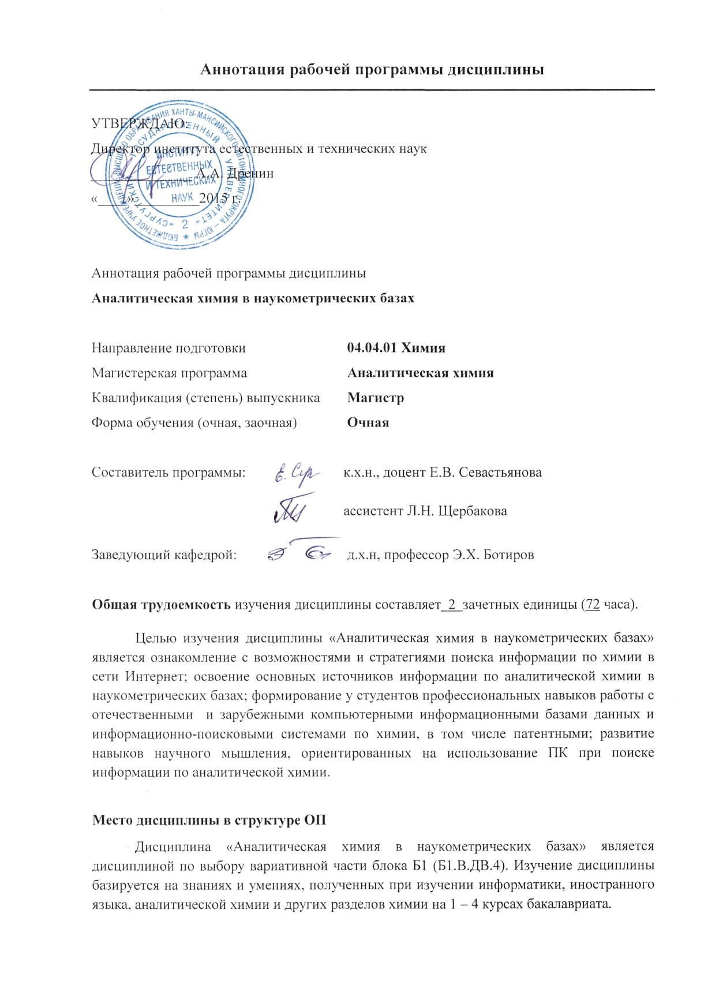 Аннотация рабочей программы дисциплины
УТВЕРЖДАЮ:
Директор института естественных и технических наук
А.А. Дренин
«____»__________2015 г.
БЮДЖЕТНОЕ УЧРЕЖДЕНИЕ ВЫСШЕГО ОБРАЗОВАНИЯ ХАНТЫ-МАНСИЙСКОГО АВТОНОМНОГО ОКРУГА – ЮГРЫ *
«СУРГУТСКИЙ ГОСУДАРСТВЕННЫЙ УНИВЕРСИТЕТ» 2
ИНСТИТУТ
ЕСТЕСТВЕННЫХ
И ТЕХНИЧЕСКИХ
НАУК
Аннотация рабочей программы дисциплины
Аналитическая химия в наукометрических базах
Направление подготовки 04.04.01 Химия
Магистерская программа Аналитическая химия
Квалификация (степень) выпускника Магистр
Форма обучения (очная, заочная) Очная
Составитель программы: к.х.н., доцент Е.В. Севастьянова
ассистент Л.Н. Щербакова
Заведующий кафедрой: д.х.н, профессор Э.Х. Ботиров
Общая трудоемкость изучения дисциплины составляет_2_зачетных единицы (72 часа).
Целью изучения дисциплины «Аналитическая химия в наукометрических базах»
является ознакомление с возможностями и стратегиями поиска информации по химии в
сети Интернет; освоение основных источников информации по аналитической химии в
наукометрических базах; формирование у студентов профессиональных навыков работы с
отечественными и зарубежными компьютерными информационными базами данных и
информационно-поисковыми системами по химии, в том числе патентными; развитие
навыков научного мышления, ориентированных на использование ПК при поиске
информации по аналитической химии.
Место дисциплины в структуре ОП
Дисциплина «Аналитическая химия в наукометрических базах» является
дисциплиной по выбору вариативной части блока Б1 (Б1.В.ДВ.4). Изучение дисциплины
базируется на знаниях и умениях, полученных при изучении информатики, иностранного
языка, аналитической химии и других разделов химии на 1 – 4 курсах бакалавриата.